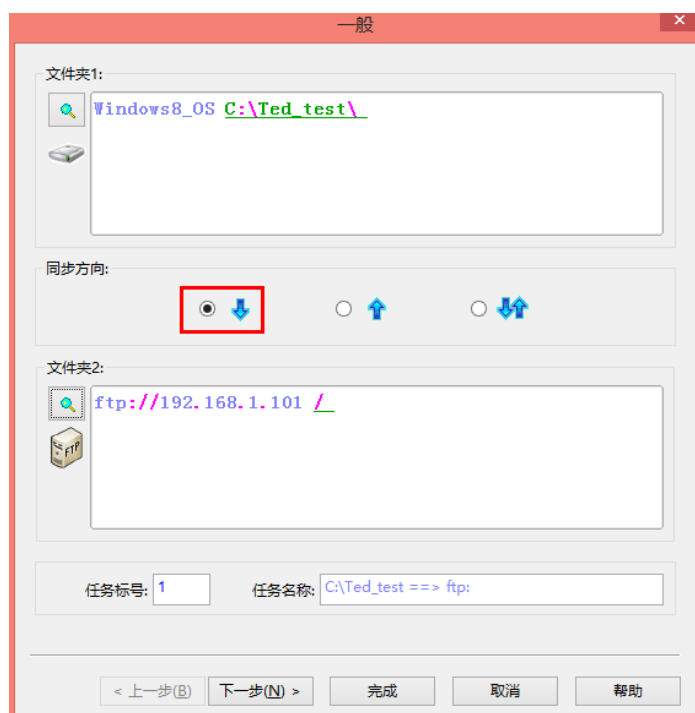 一般
文件夹1:
Windows8_OS C:\Ted_test\
同步方向:
文件夹2:
ftp://192.168.1.101 /
FTP
任务标号: 1 任务名称: C:\Ted_test ==> ftp:
< 上一步(B) 下一步(N) > 完成 取消 帮助